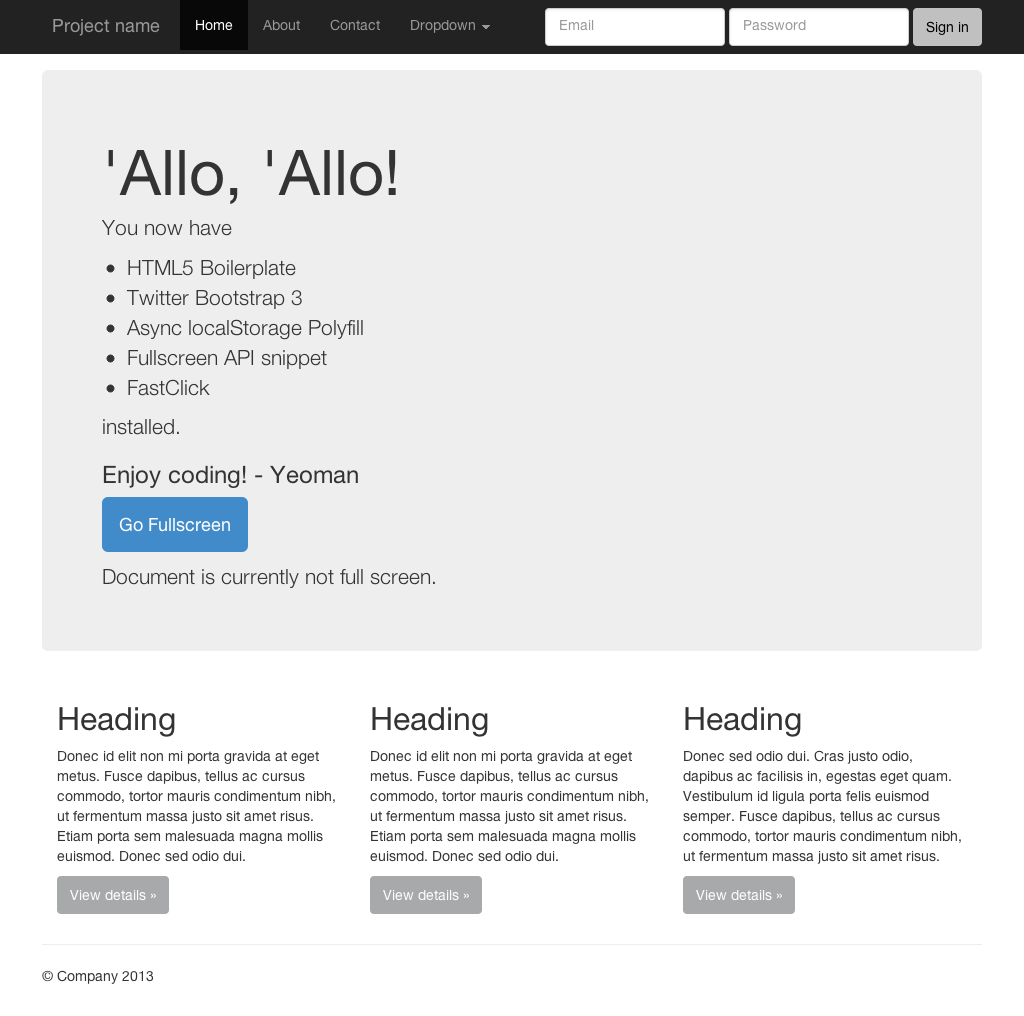 Project name Home About Contact Dropdown Email Password Sign in
'Allo, 'Allo!
You now have
HTML5 Boilerplate
Twitter Bootstrap 3
Async localStorage Polyfill
Fullscreen API snippet
FastClick
installed.
Enjoy coding! - Yeoman
Go Fullscreen
Document is currently not full screen.
Heading
Donec id elit non mi porta gravida at eget
metus. Fusce dapibus, tellus ac cursus
commodo, tortor mauris condimentum nibh,
ut fermentum massa justo sit amet risus.
Etiam porta sem malesuada magna mollis
euismod. Donec sed odio dui.
View details »
Heading
Donec id elit non mi porta gravida at eget
metus. Fusce dapibus, tellus ac cursus
commodo, tortor mauris condimentum nibh,
ut fermentum massa justo sit amet risus.
Etiam porta sem malesuada magna mollis
euismod. Donec sed odio dui.
View details »
Heading
Donec sed odio dui. Cras justo odio,
dapibus ac facilisis in, egestas eget quam.
Vestibulum id ligula porta felis euismod
semper. Fusce dapibus, tellus ac cursus
commodo, tortor mauris condimentum nibh,
ut fermentum massa justo sit amet risus.
View details »
© Company 2013